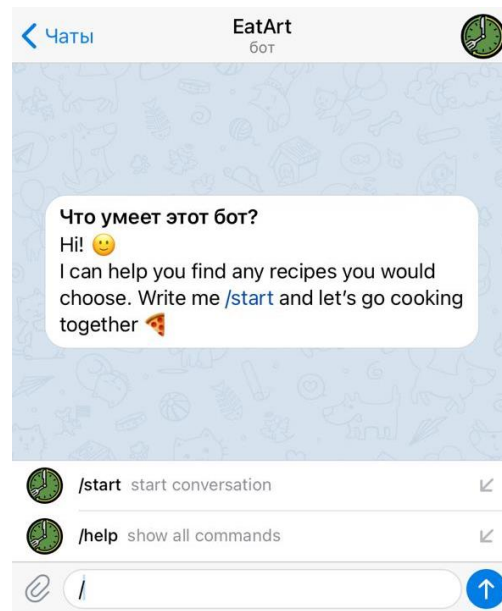 Чаты
EatArt
бот
Что умеет этот бот?
Hi! 🙂
I can help you find any recipes you would
choose. Write me /start and let’s go cooking
together 🍕
/start start conversation
/help show all commands
/